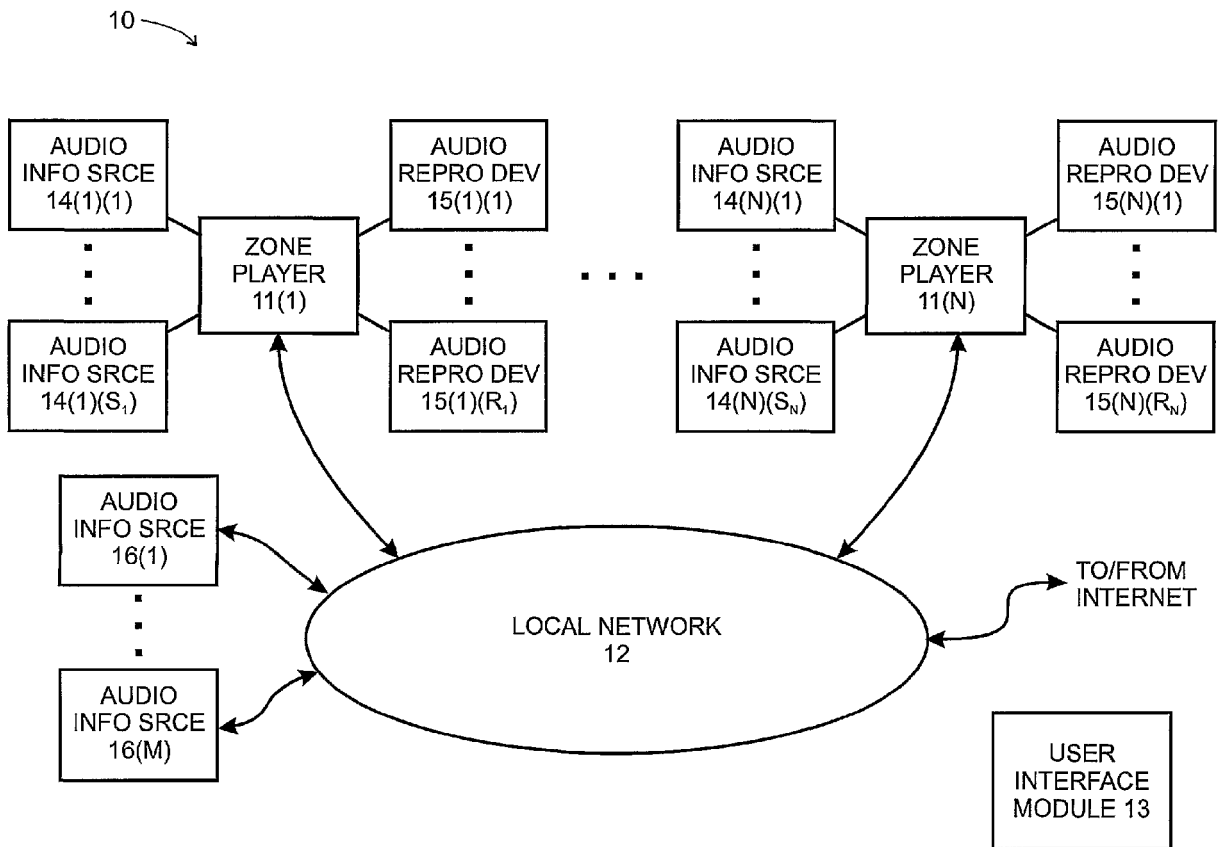 10
AUDIO
INFO SRCE
14(1)(1)
AUDIO
REPRO DEV
15(1)(1)
AUDIO
INFO SRCE
14(N)(1)
AUDIO
REPRO DEV
15(N)(1)
ZONE
PLAYER
11(1)
ZONE
PLAYER
11(N)
AUDIO
INFO SRCE
14(1)(S₁)
AUDIO
REPRO DEV
15(1)(R₁)
AUDIO
INFO SRCE
14(N)(S_N)
AUDIO
REPRO DEV
15(N)(R_N)
AUDIO
INFO SRCE
16(1)
TO/FROM
INTERNET
LOCAL NETWORK
12
AUDIO
INFO SRCE
16(M)
USER
INTERFACE
MODULE 13